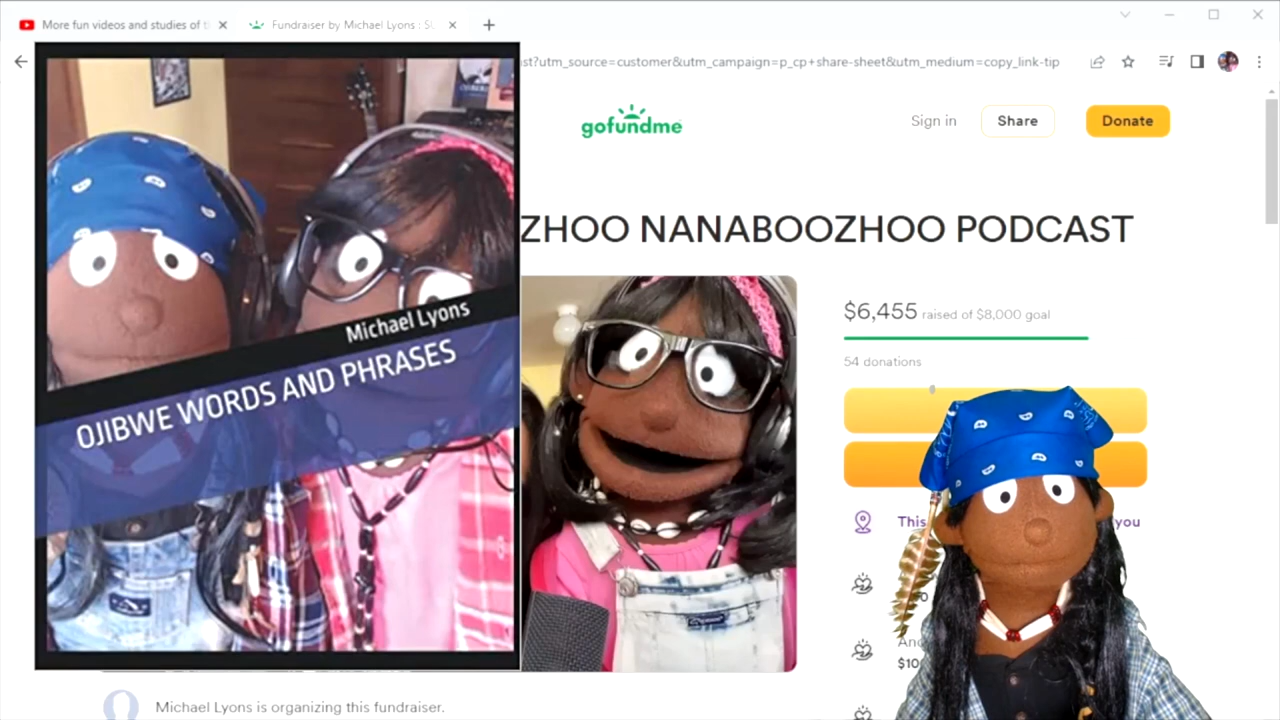 More fun videos and studies of t
Fundraiser by Michael Lyons : SU
st?utm_source=customer&utm_campaign=p_cp+share-sheet&utm_medium=copy_link-tip
gofundme
Sign in
Share
Donate
ZHOO NANABOOZHOO PODCAST
Michael Lyons
OJIBWE WORDS AND PHRASES
$6,455 raised of $8,000 goal
54 donations
This
you
$10
Michael Lyons is organizing this fundraiser.